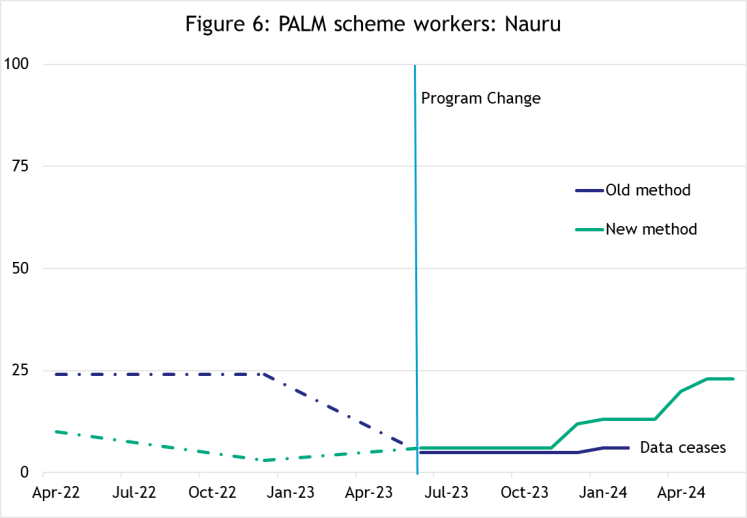 Figure 6: PALM scheme workers: Nauru
100
Program Change
75
Old method
New method
50
25
Data ceases
0
Apr-22 Jul-22 Oct-22 Jan-23 Apr-23 Jul-23 Oct-23 Jan-24 Apr-24